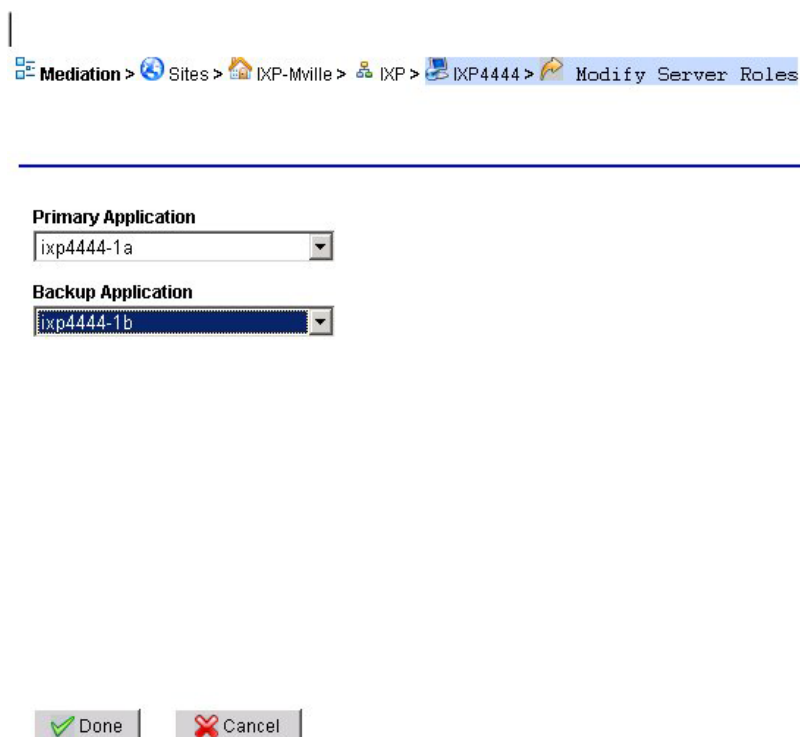 Mediation > Sites > IXP-Mville > IXP > IXP4444 > Modify Server Roles
Primary Application
ixp4444-1a
Backup Application
ixp4444-1b
Done Cancel